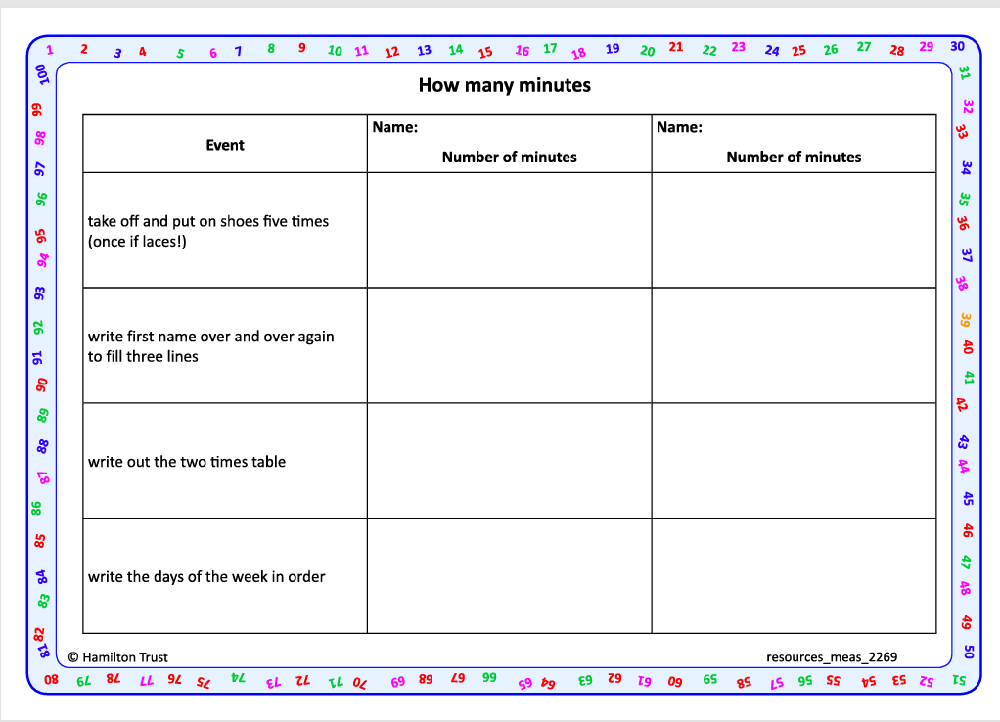 1 2 3 4 5 6 7 8 9 10 11 12 13 14 15 16 17 18 19 20 21 22 23 24 25 26 27 28 29 30
31 32 33 34 35 36 37 38 39 40 41 42 43 44 45 46 47 48 49 50
51 52 53 54 55 56 57 58 59 60 61 62 63 64 65 66 67 68 69 70 71 72 73 74 75 76 77 78 79 80
81 82 83 84 85 86 87 88 89 90 91 92 93 94 95 96 97 98 99 100
How many minutes
Event
Name:
Number of minutes
Name:
Number of minutes
take off and put on shoes five times
(once if laces!)
write first name over and over again
to fill three lines
write out the two times table
write the days of the week in order
© Hamilton Trust
resources_meas_2269